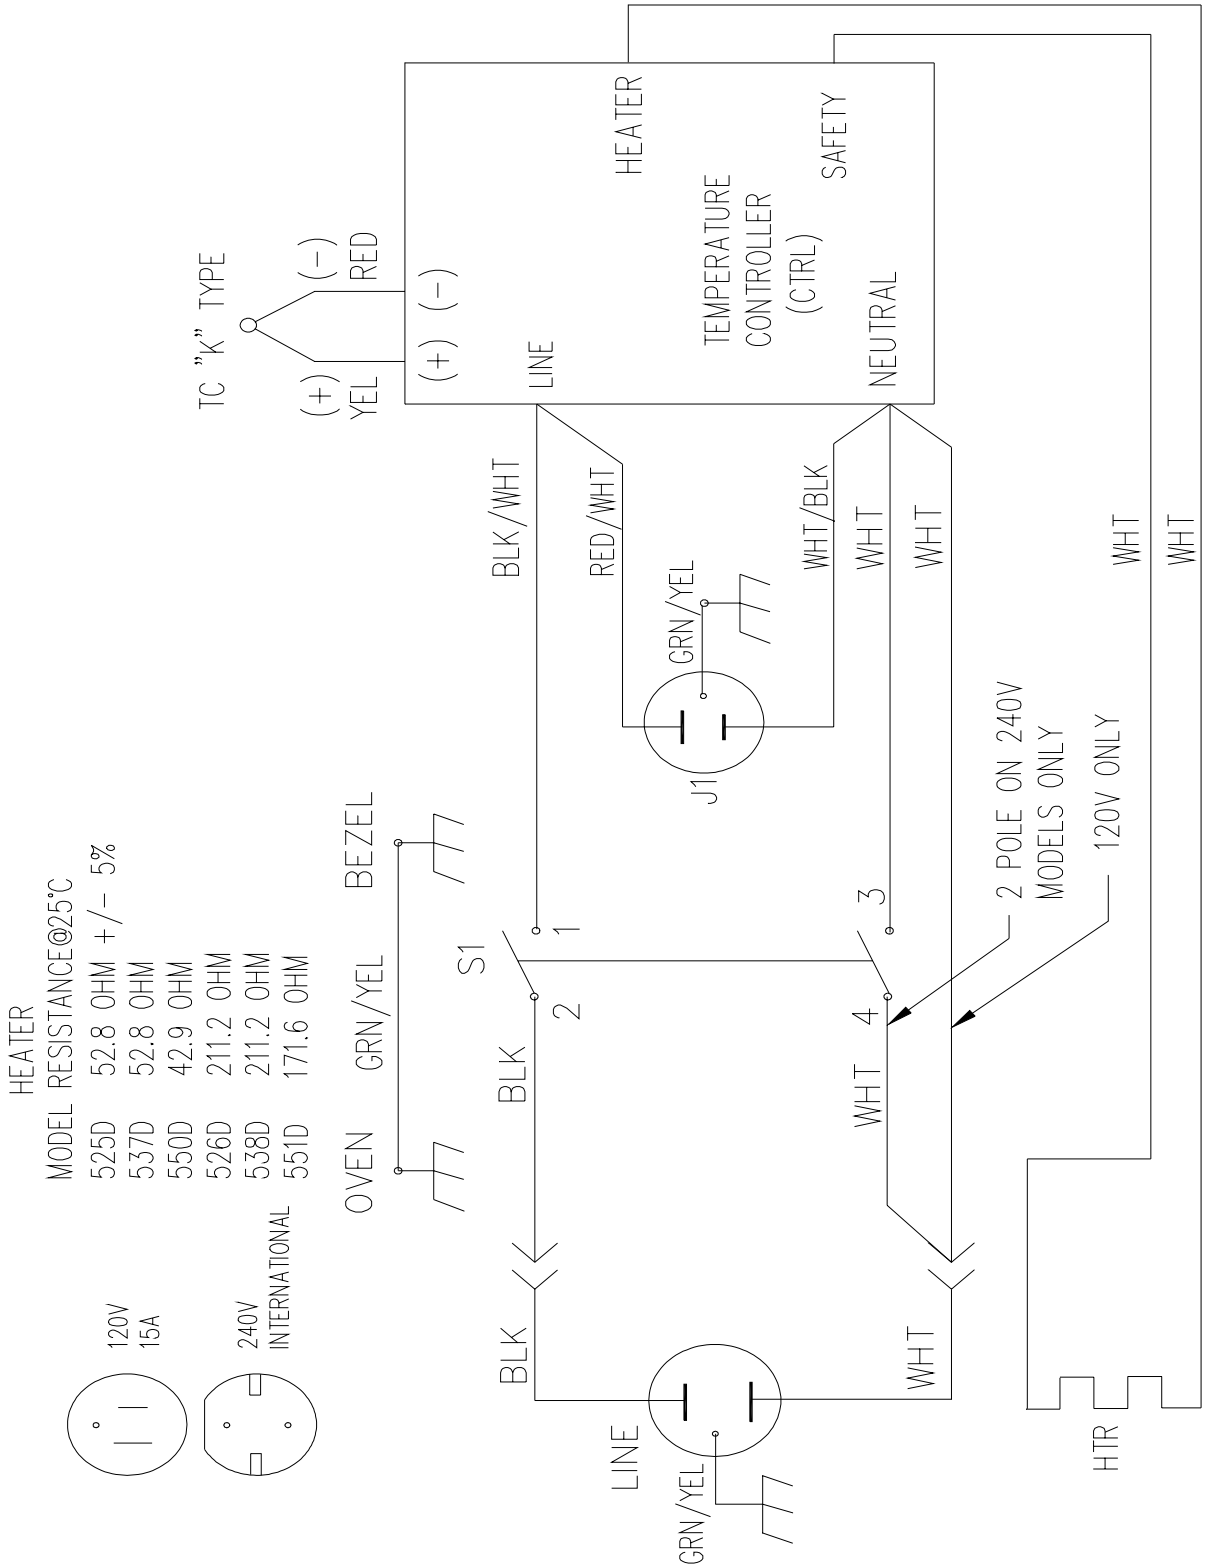 HEATER
MODEL RESISTANCE@25°C
525D 52.8 OHM +/- 5%
537D 52.8 OHM
550D 42.9 OHM
526D 211.2 OHM
538D 211.2 OHM
551D 171.6 OHM
120V
15A
240V
INTERNATIONAL
OVEN GRN/YEL BEZEL
TC "K" TYPE
(+) (-)
YEL RED
(+) (-)
S1
BLK
BLK
2
1
BLK/WHT
LINE
RED/WHT
HEATER
LINE
GRN/YEL
GRN/YEL
J1
TEMPERATURE
CONTROLLER
(CTRL)
SAFETY
WHT/BLK
WHT
4
3
WHT
NEUTRAL
WHT
WHT
2 POLE ON 240V
MODELS ONLY
120V ONLY
HTR
WHT
WHT